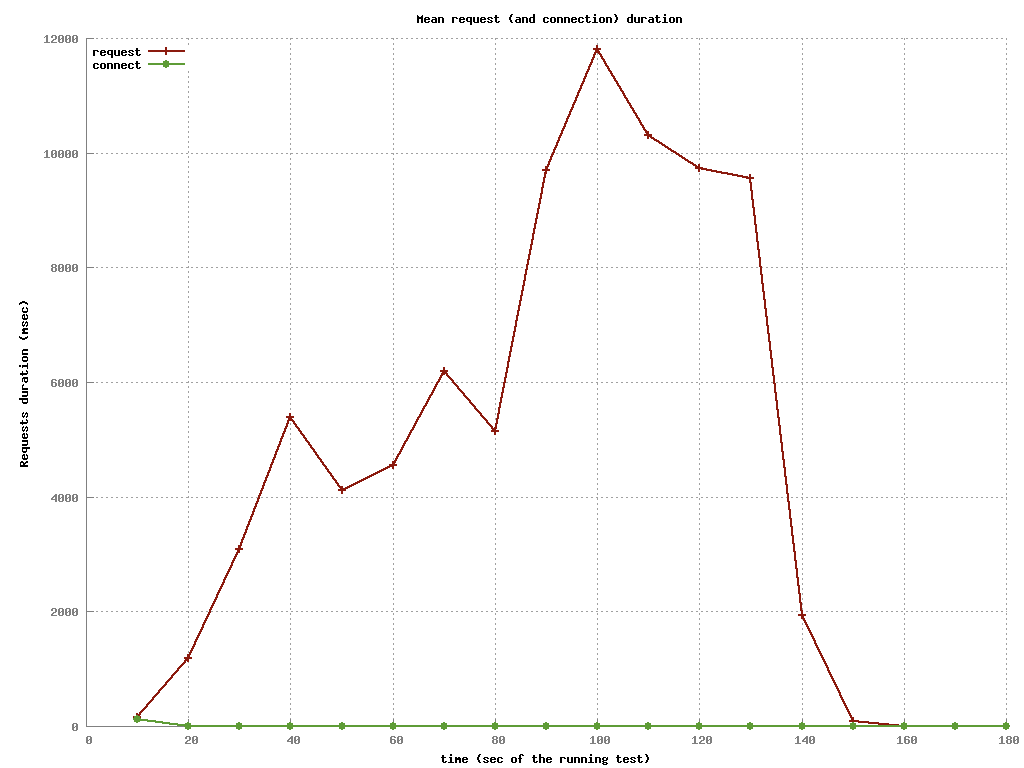 Mean request (and connection) duration
request
connect
12000
10000
8000
6000
4000
2000
0
Requests duration (msec)
0 20 40 60 80 100 120 140 160 180
time (sec of the running test)